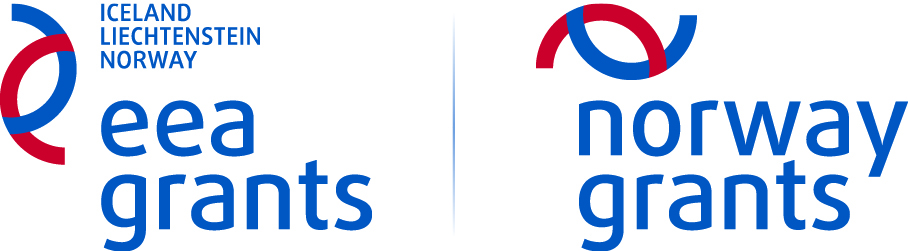 ICELAND
LIECHTENSTEIN
NORWAY
eea
grants
norway
grants